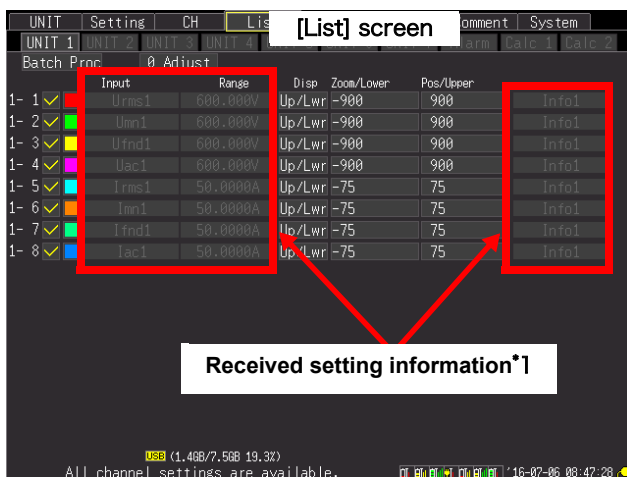 UNIT Setting CH Lis [List] screen omment System
UNIT 1 UNIT 2 UNIT 3 UNIT 4 larm Calc 1 Calc 2
Batch Proc 0 Adjust
Input Range Disp Zoom/Lower Pos/Upper
1- 1 Urms1 600.000V Up/Lwr -900 900 Info1
1- 2 Umn1 600.000V Up/Lwr -900 900 Info1
1- 3 Ufnd1 600.000V Up/Lwr -900 900 Info1
1- 4 Uac1 600.000V Up/Lwr -900 900 Info1
1- 5 Irms1 50.0000A Up/Lwr -75 75 Info1
1- 6 Imn1 50.0000A Up/Lwr -75 75 Info1
1- 7 Ifnd1 50.0000A Up/Lwr -75 75 Info1
1- 8 Iac1 50.0000A Up/Lwr -75 75 Info1
Received setting information*1
USB (1.4GB/7.5GB 19.3%)
All channel settings are available. '16-07-06 08:47:28